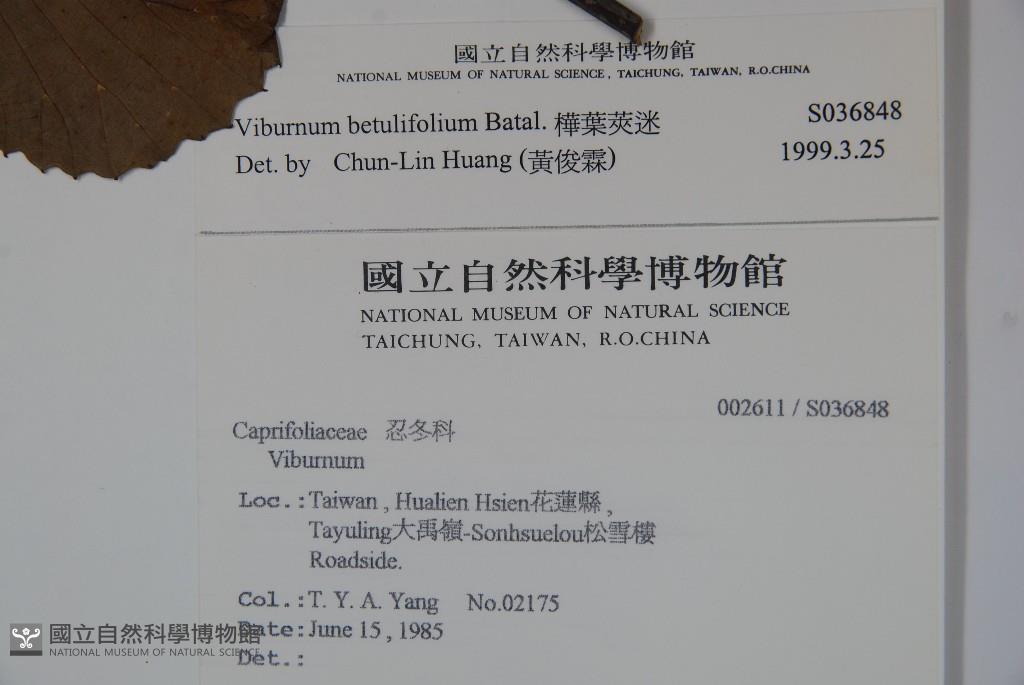 國立自然科學博物館
NATIONAL MUSEUM OF NATURAL SCIENCE, TAICHUNG, TAIWAN, R.O.CHINA
Viburnum betulifolium Batal. 樺葉莢迷 S036848
Det. by Chun-Lin Huang (黃俊霖) 1999.3.25
國立自然科學博物館
NATIONAL MUSEUM OF NATURAL SCIENCE
TAICHUNG, TAIWAN, R.O.CHINA
002611 / S036848
Caprifoliaceae 忍冬科
Viburnum
Loc.: Taiwan , Hualien Hsien花蓮縣 ,
Tayuling大禹嶺-Sonhsuelou松雪樓
Roadside.
Col.: T. Y. A. Yang No.02175
Date: June 15 , 1985
Det.:
國立自然科學博物館
NATIONAL MUSEUM OF NATURAL SCIENCE